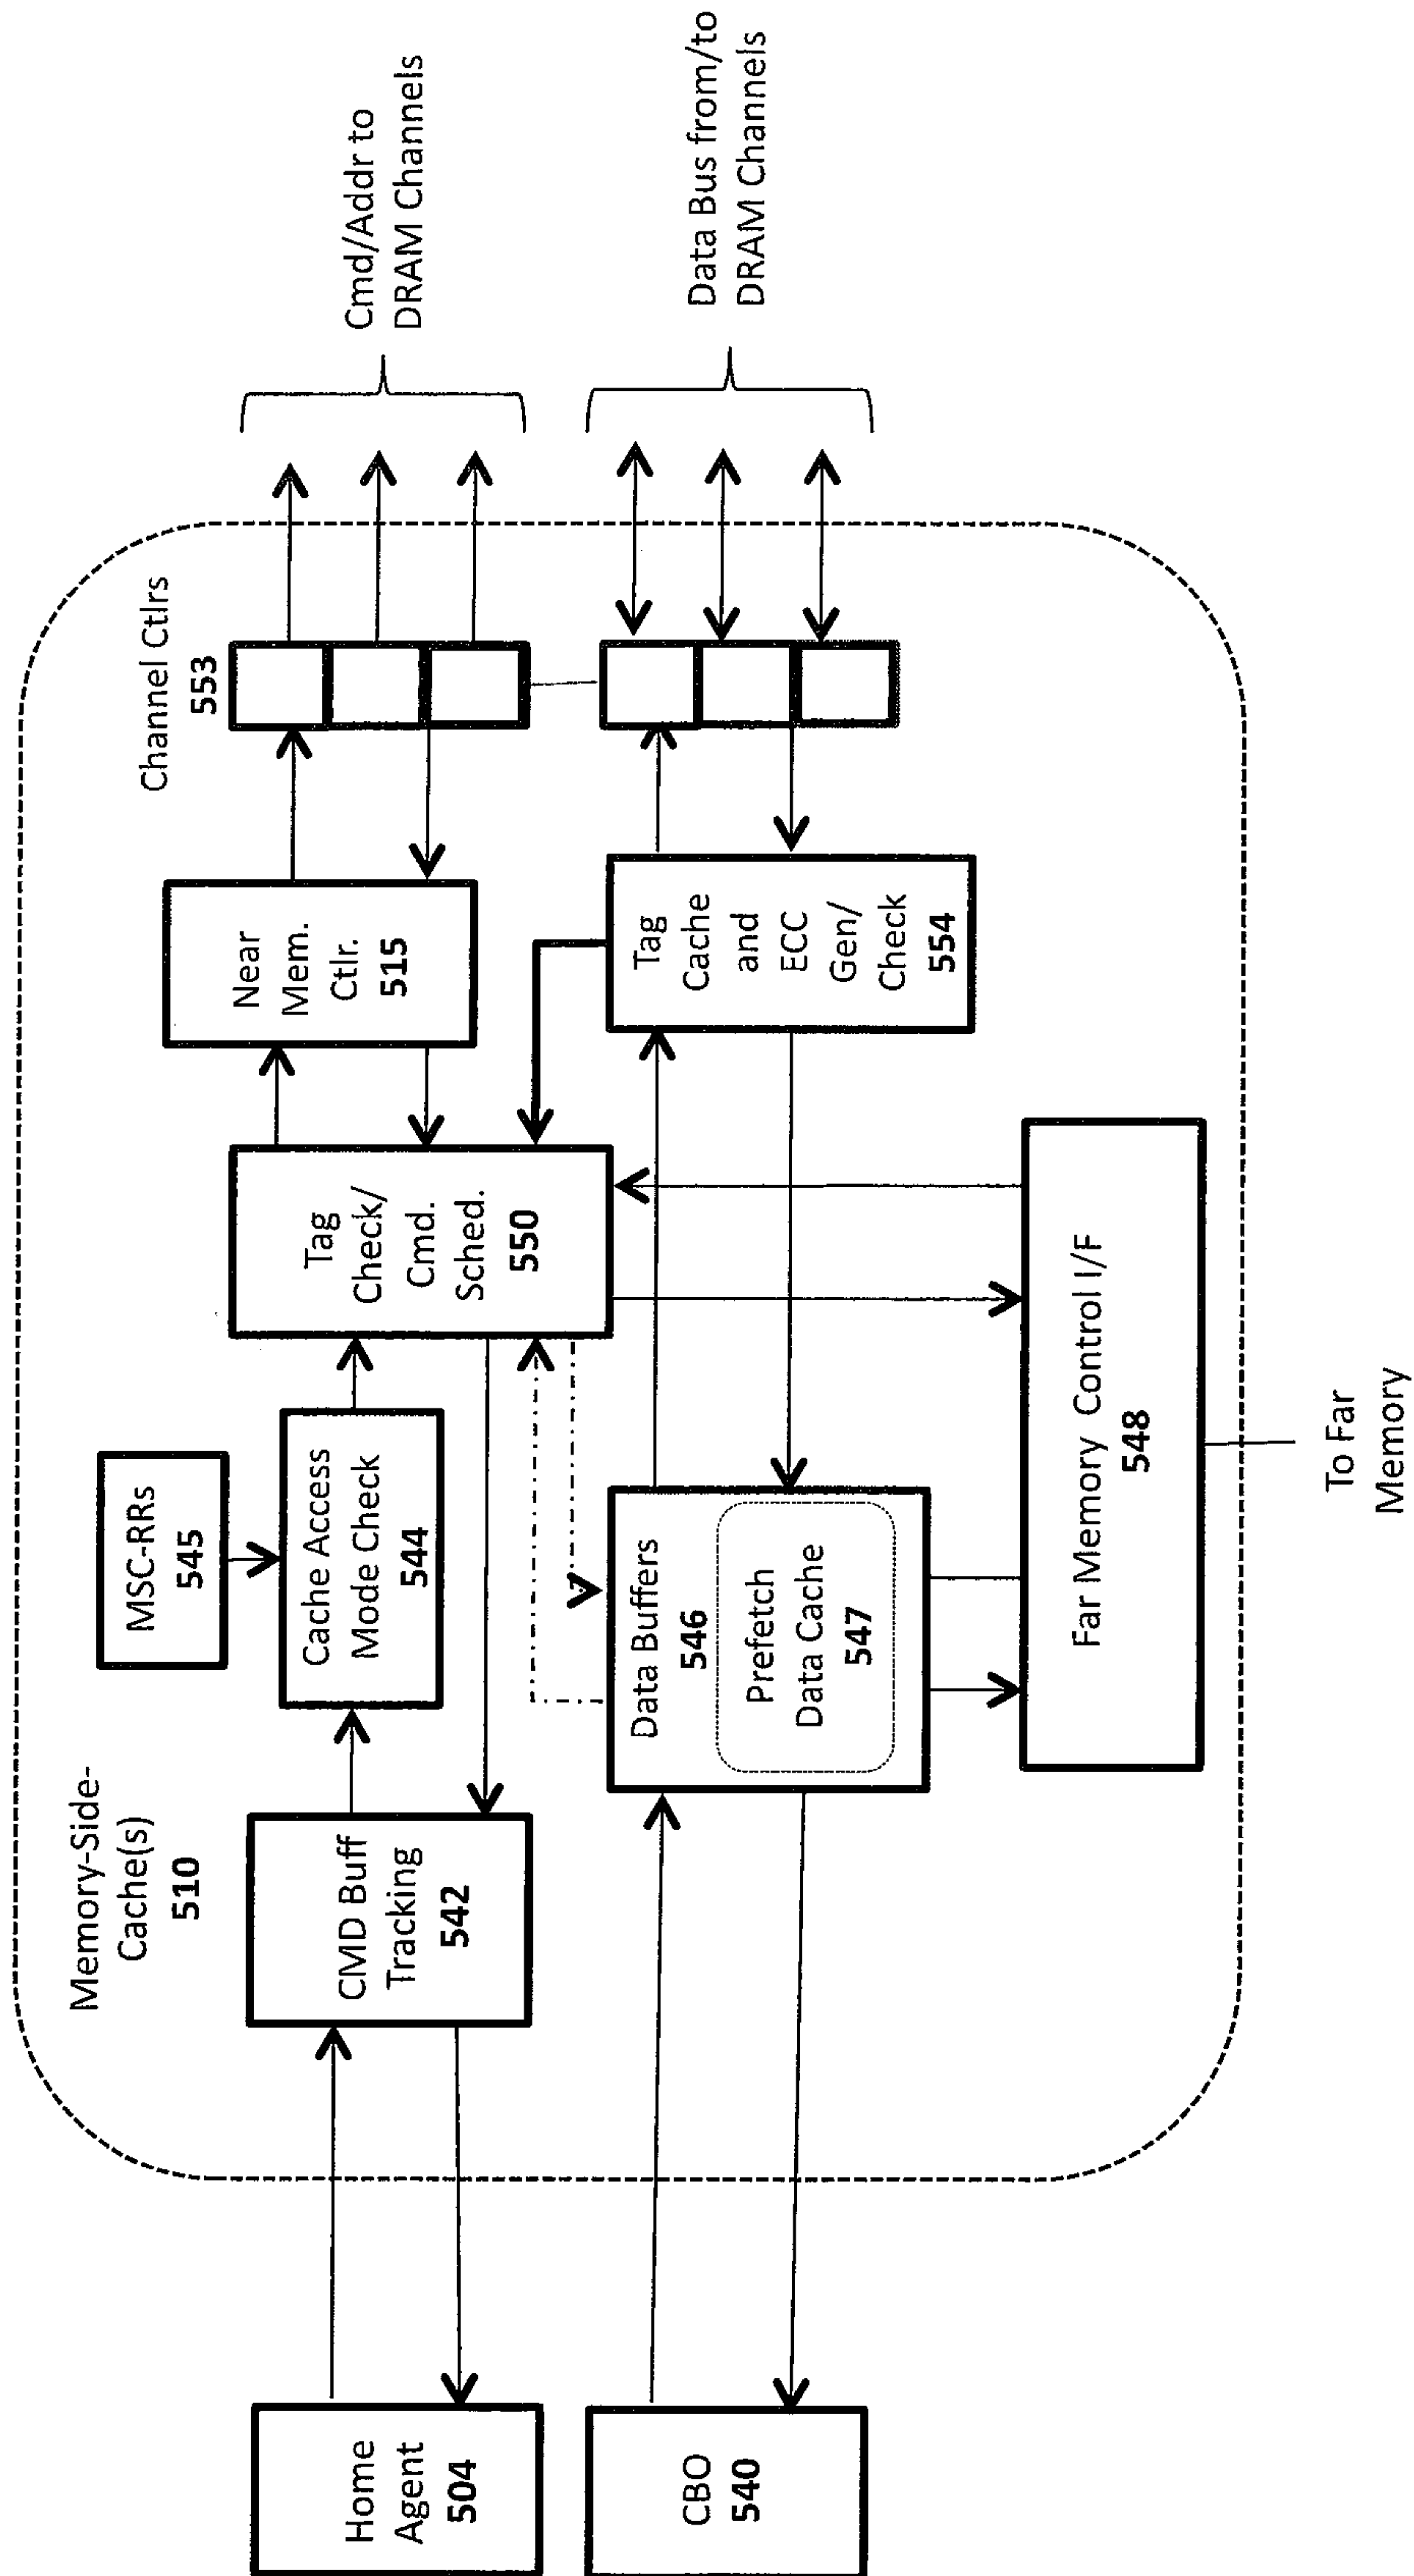 Memory-Side-
Cache(s)
510
Home
Agent
504
CBO
540
CMD Buff
Tracking
542
MSC-RRs
545
Cache Access
Mode Check
544
Data Buffers
546
Prefetch
Data Cache
547
Tag
Check/
Cmd.
Sched.
550
Near
Mem.
Ctlr.
515
Tag
Cache
and
ECC
Gen/
Check
554
Channel Ctlrs
553
Cmd/Addr to
DRAM Channels
Data Bus from/to
DRAM Channels
Far Memory Control I/F
548
To Far
Memory